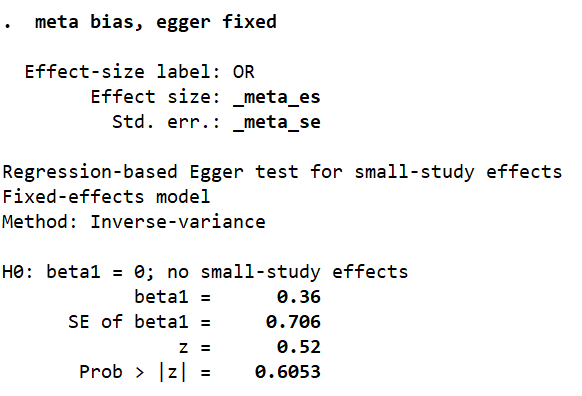 . meta bias, egger fixed
Effect-size label: OR
Effect size: _meta_es
Std. err.: _meta_se
Regression-based Egger test for small-study effects
Fixed-effects model
Method: Inverse-variance
H0: beta1 = 0; no small-study effects
beta1 = 0.36
SE of beta1 = 0.706
z = 0.52
Prob > |z| = 0.6053